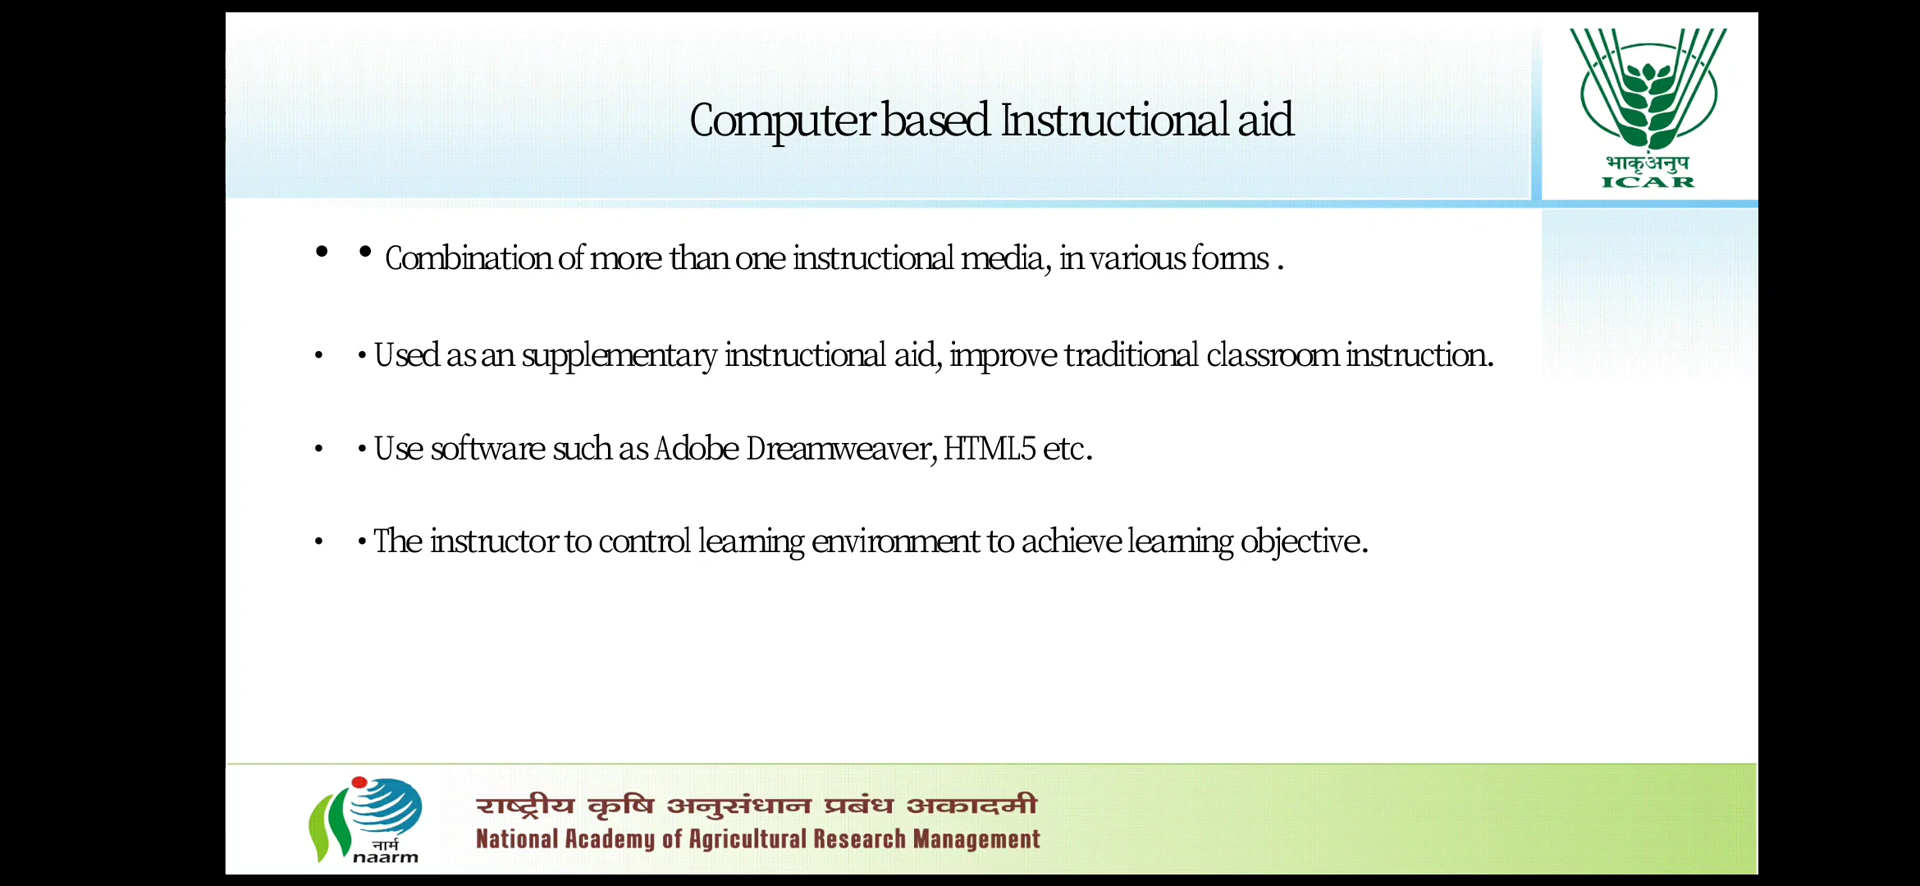 Computer based Instructional aid
भाकृअनुप
ICAR
• • Combination of more than one instructional media, in various forms .
• • Used as an supplementary instructional aid, improve traditional classroom instruction.
• • Use software such as Adobe Dreamweaver, HTML5 etc.
• • The instructor to control learning environment to achieve learning objective.
नार्म
naarm
राष्ट्रीय कृषि अनुसंधान प्रबंध अकादमी
National Academy of Agricultural Research Management